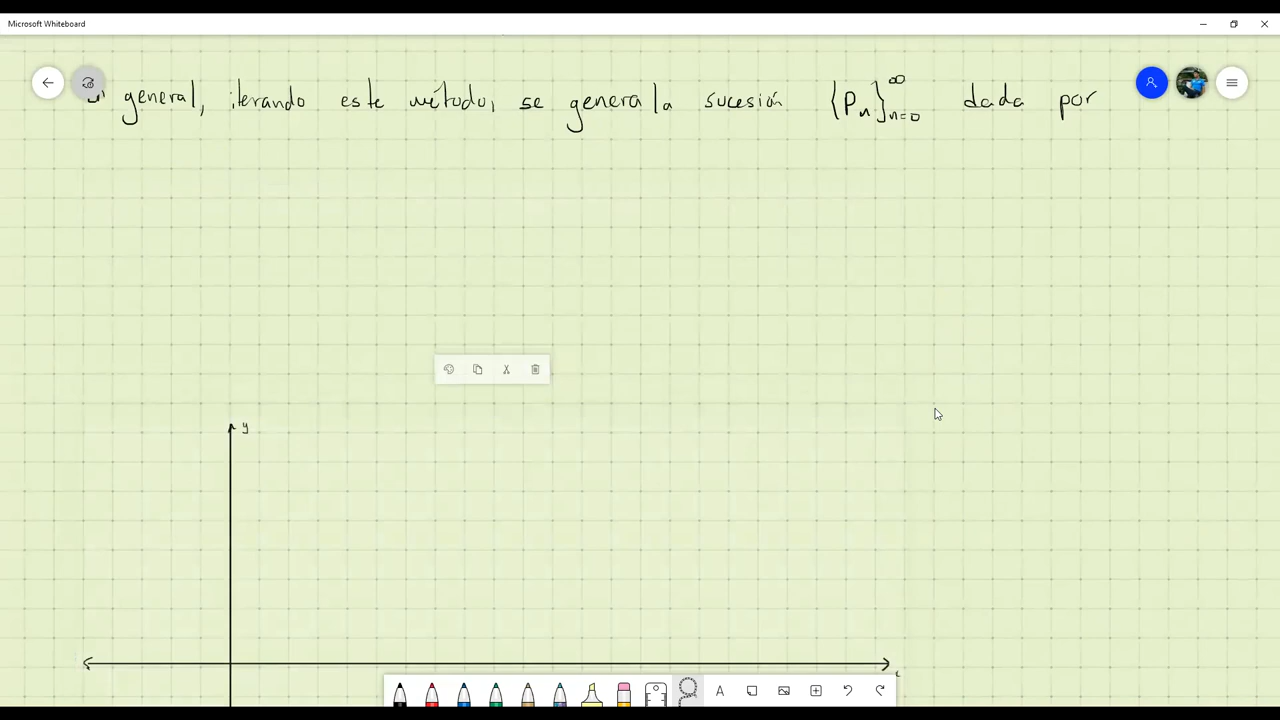 Microsoft Whiteboard
general, iterando este método, se genera la sucesión {Pn}n=0^∞ dada por
y
A